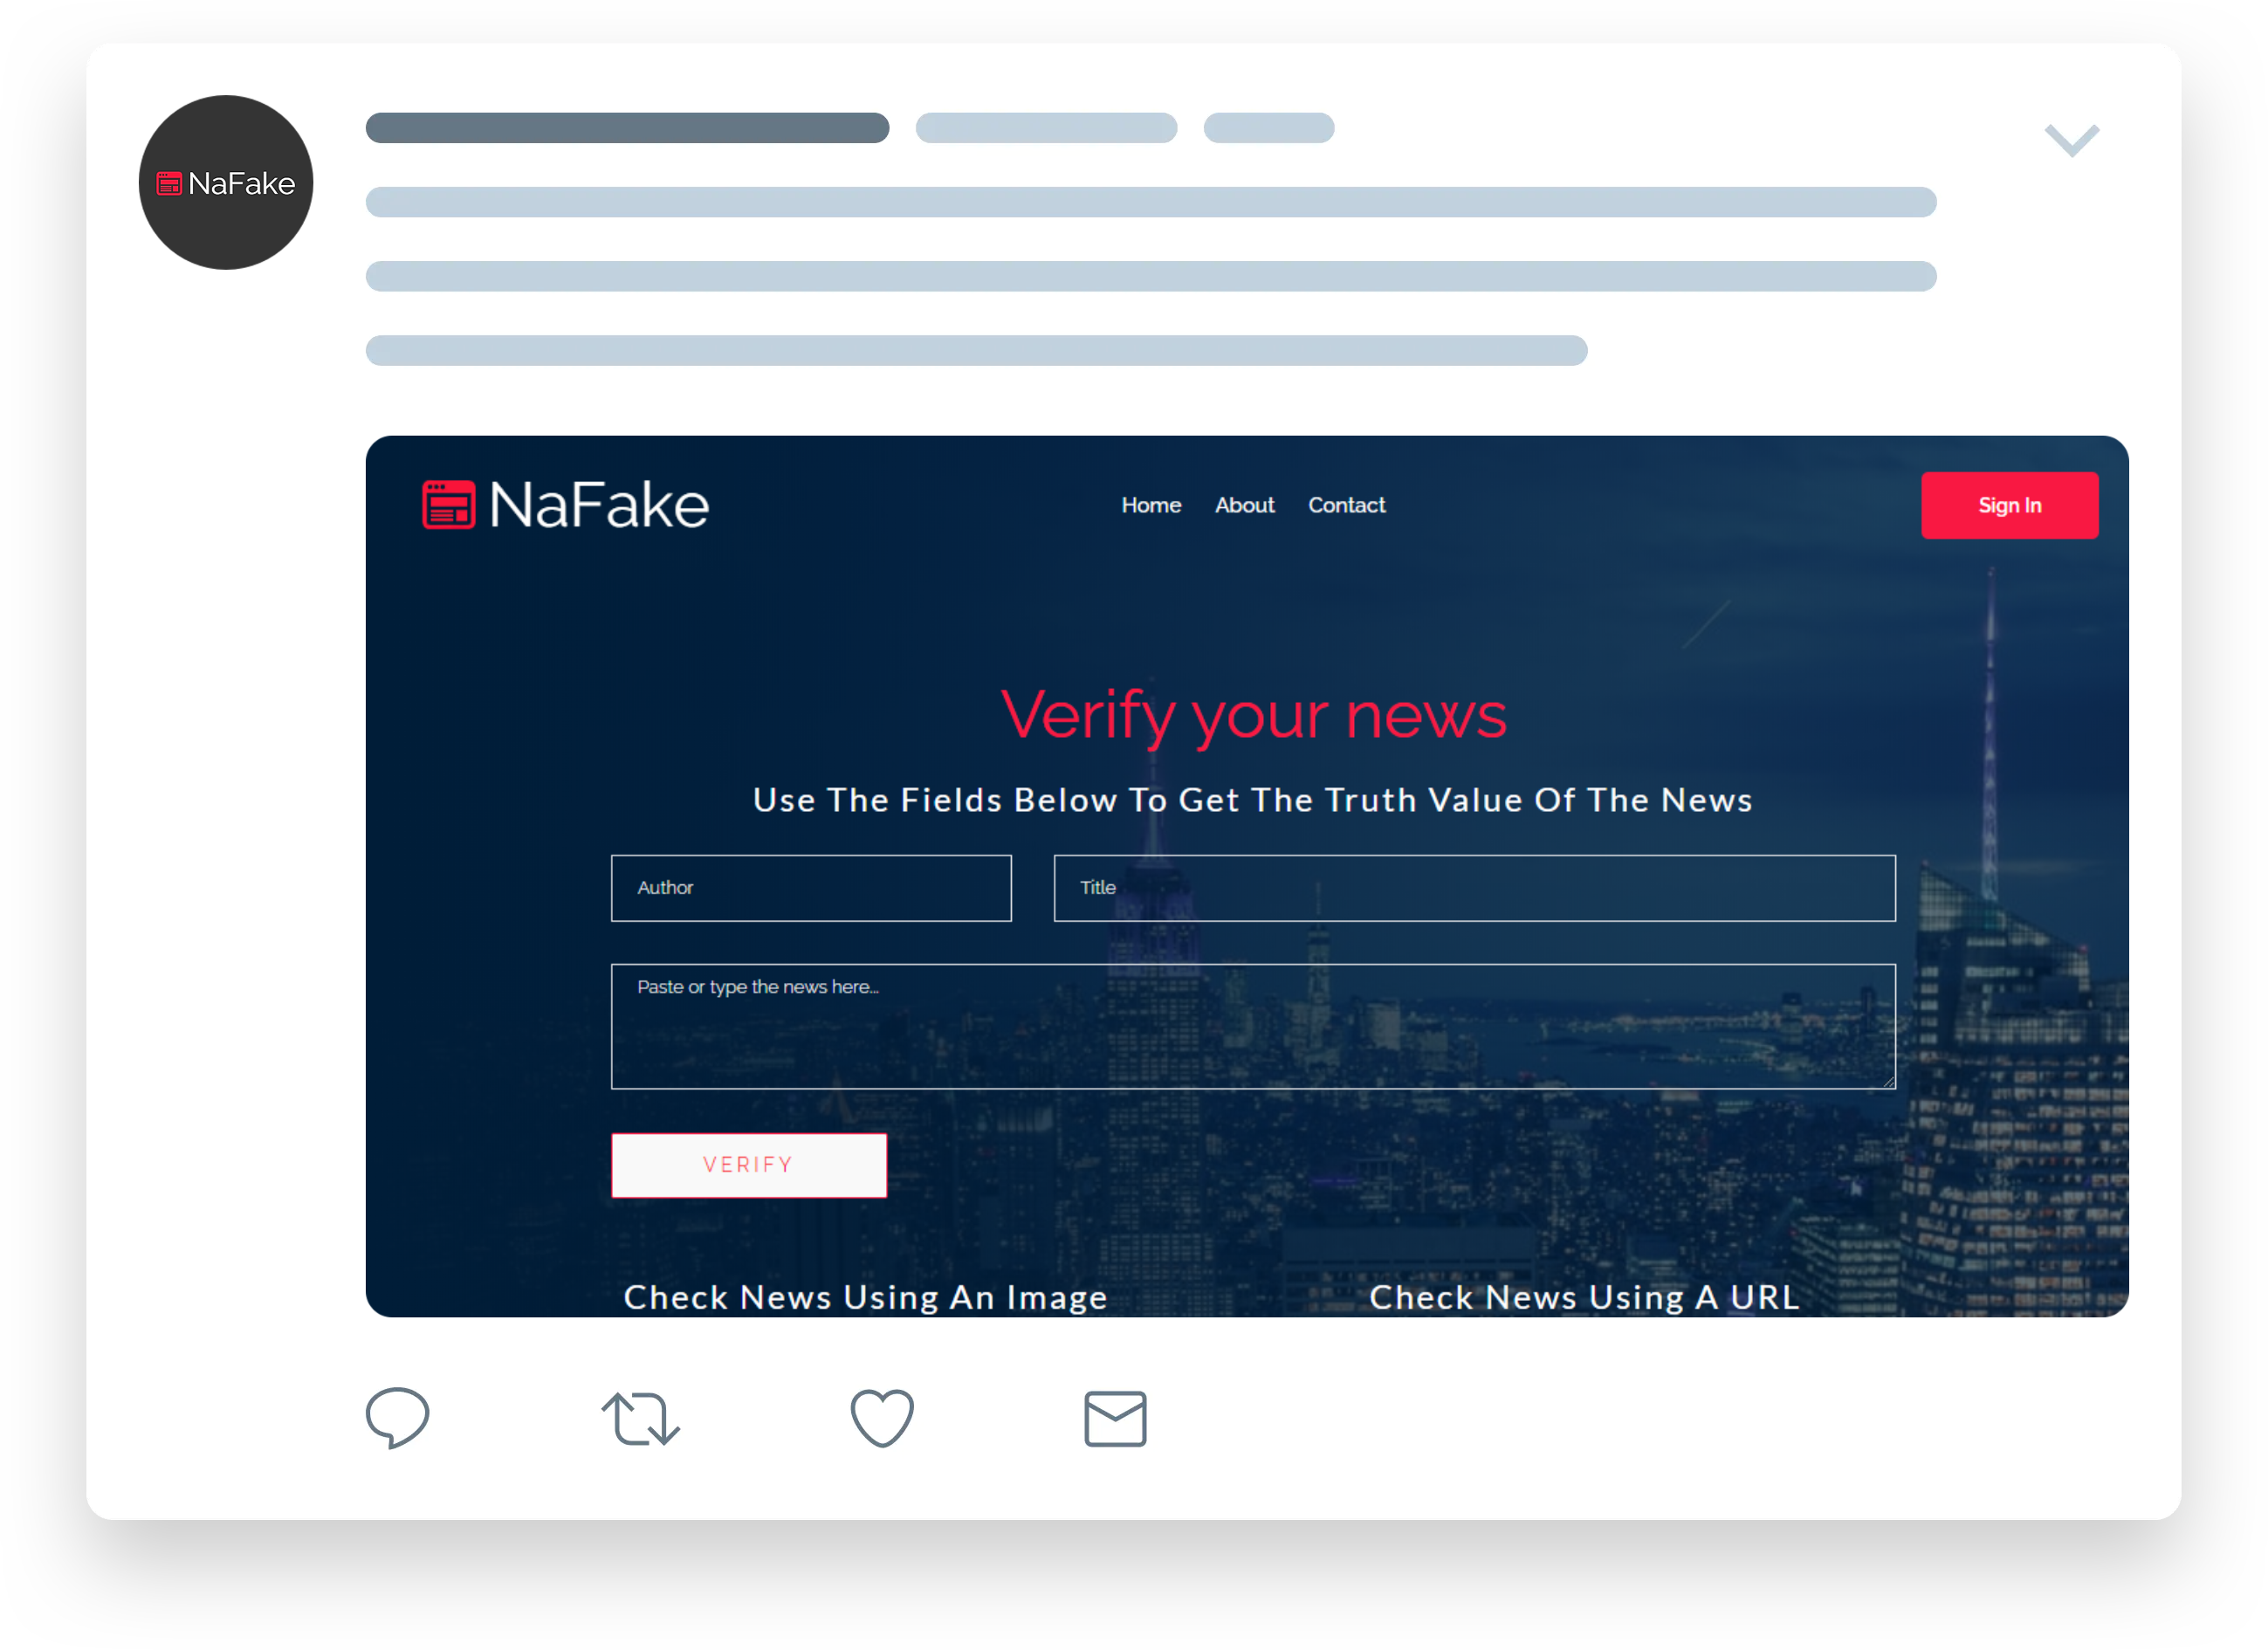 NaFake
NaFake
Home About Contact
Sign In
Verify your news
Use The Fields Below To Get The Truth Value Of The News
Author
Title
Paste or type the news here...
VERIFY
Check News Using An Image
Check News Using A URL